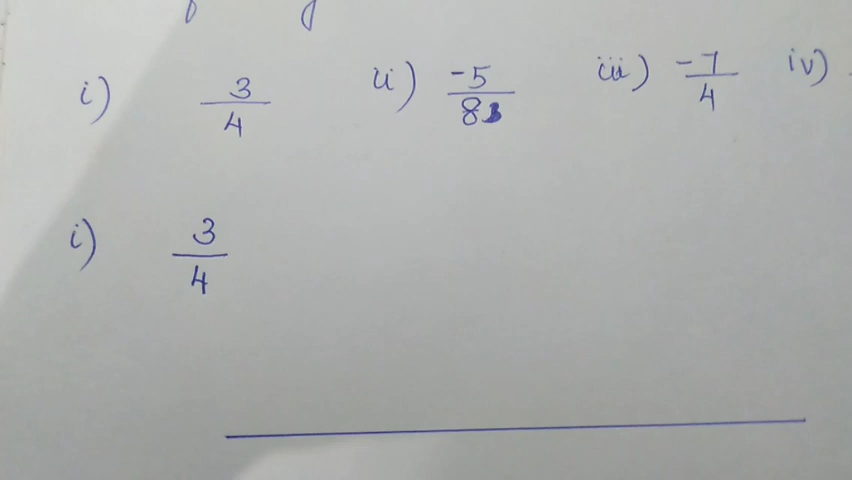 i) 3/4 ii) -5/8 iii) -7/4 iv)
i) 3/4